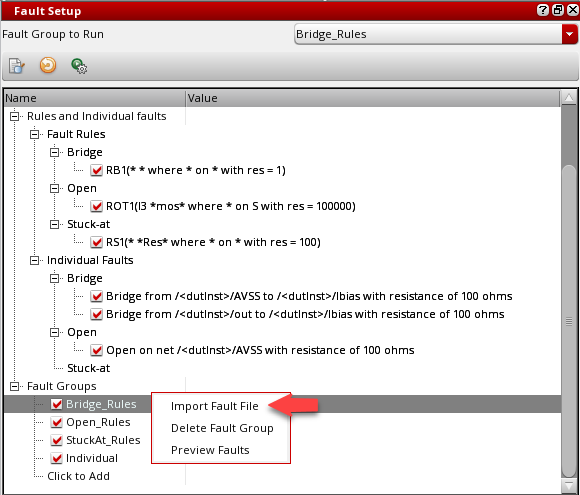 Fault Setup
Fault Group to Run
Bridge_Rules
Name Value
Rules and Individual faults
Fault Rules
Bridge
RB1(* * where * on * with res = 1)
Open
ROT1(I3 *mos* where * on S with res = 100000)
Stuck-at
RS1(* *Res* where * on * with res = 100)
Individual Faults
Bridge
Bridge from /<dutInst>/AVSS to /<dutInst>/Ibias with resistance of 100 ohms
Bridge from /<dutInst>/out to /<dutInst>/Ibias with resistance of 100 ohms
Open
Open on net /<dutInst>/AVSS with resistance of 100 ohms
Stuck-at
Fault Groups
Bridge_Rules
Import Fault File
Open_Rules
Delete Fault Group
StuckAt_Rules
Preview Faults
Individual
Click to Add